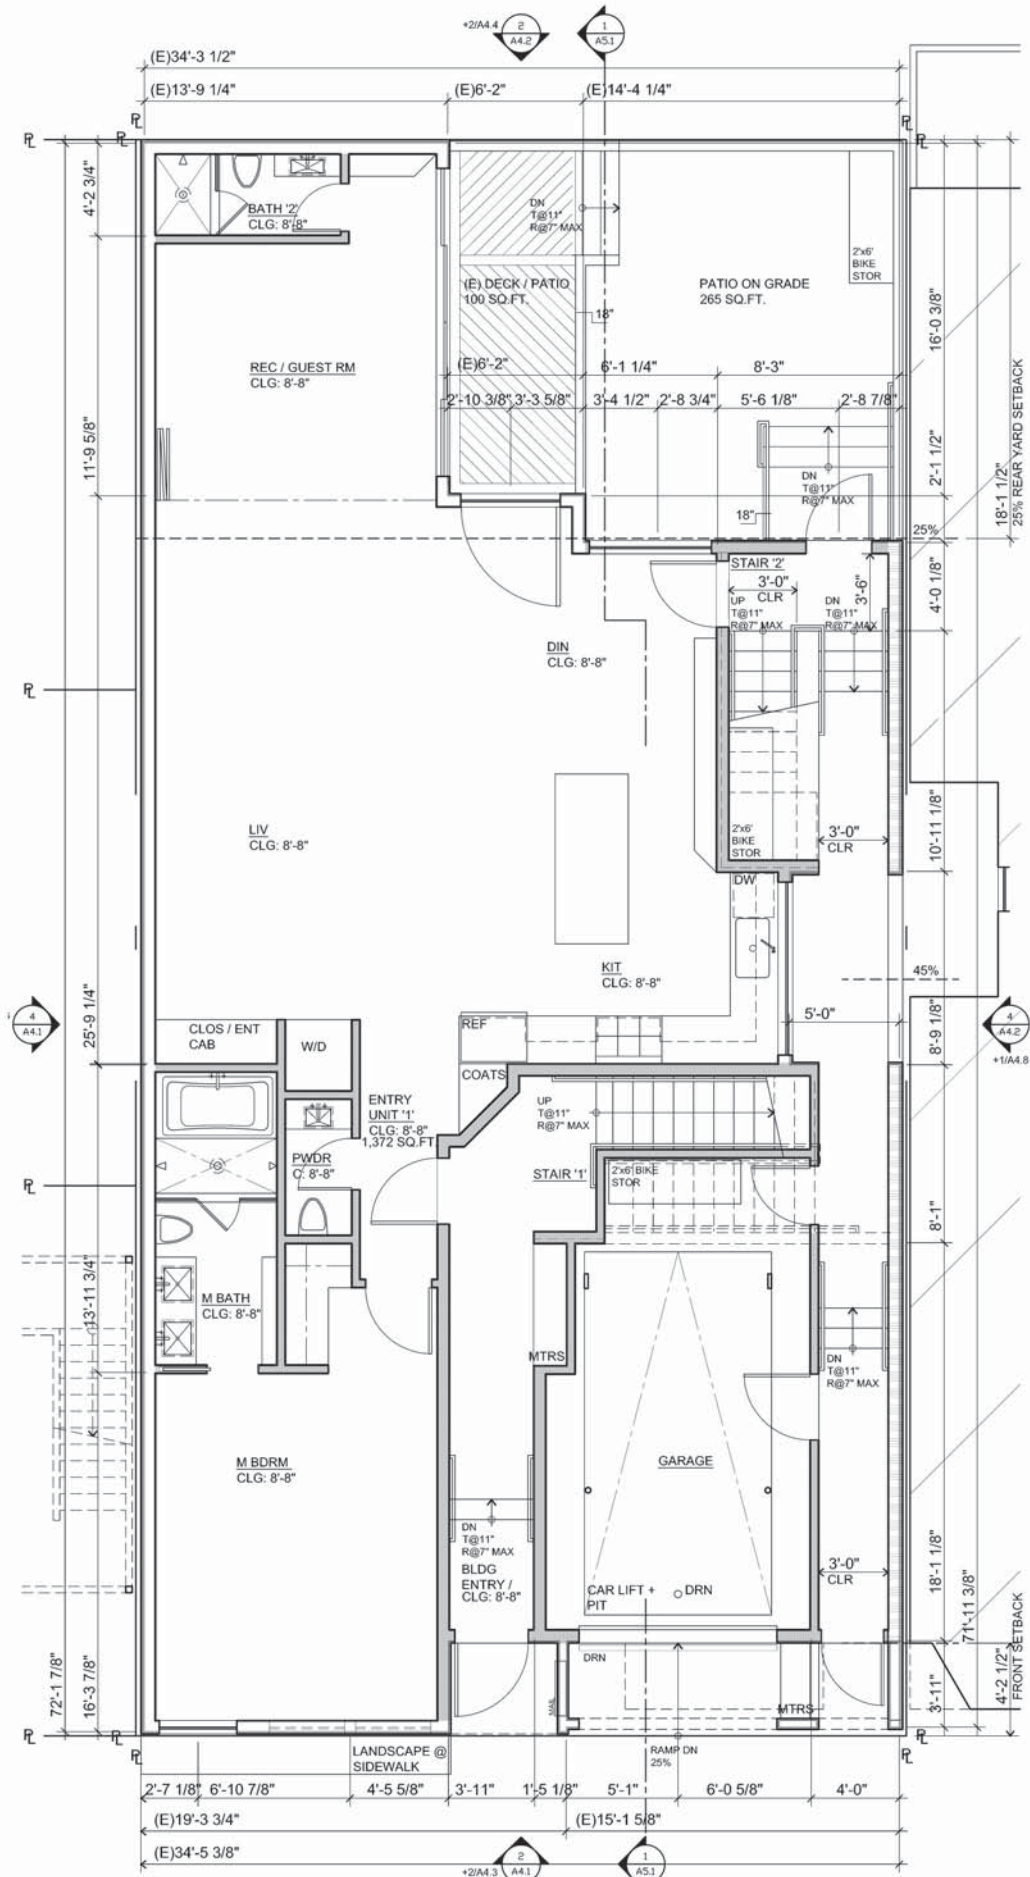 +2/A4.4
2
A4.2
1
A5.1
(E)34'-3 1/2"
(E)13'-9 1/4"
(E)6'-2"
(E)14'-4 1/4"
4'-2 3/4"
BATH '2'
CLG: 8'-8"
DN
T@11"
R@7" MAX
2'x6'
BIKE
STOR
(E) DECK / PATIO
100 SQ.FT.
PATIO ON GRADE
265 SQ.FT.
18"
16'-0 3/8"
REC / GUEST RM
CLG: 8'-8"
(E)6'-2"
6'-1 1/4"
8'-3"
2'-10 3/8"
3'-3 5/8"
3'-4 1/2"
2'-8 3/4"
5'-6 1/8"
2'-8 7/8"
11'-9 5/8"
2'-1 1/2"
18'-1 1/2"
25% REAR YARD SETBACK
DN
T@11"
R@7" MAX
18"
25%
STAIR '2'
3'-0"
CLR
3'-6"
4'-0 1/8"
UP
T@11"
R@7" MAX
DN
T@11"
R@7" MAX
DIN
CLG: 8'-8"
LIV
CLG: 8'-8"
2'x6'
BIKE
STOR
3'-0"
CLR
10'-11 1/8"
DW
KIT
CLG: 8'-8"
45%
4
A4.1
25'-9 1/4"
CLOS / ENT
CAB
W/D
REF
5'-0"
8'-9 1/8"
4
A4.2
+1/A4.8
COATS
ENTRY
UNIT '1'
CLG: 8'-8"
1,372 SQ.FT.
UP
T@11"
R@7" MAX
PWDR
C: 8'-8"
STAIR '1'
2'x6' BIKE
STOR
8'-1"
13'-11 3/4"
M BATH
CLG: 8'-8"
MTRS
DN
T@11"
R@7" MAX
M BDRM
CLG: 8'-8"
GARAGE
DN
T@11"
R@7" MAX
BLDG
ENTRY /
CLG: 8'-8"
CAR LIFT +
PIT
DRN
3'-0"
CLR
18'-1 1/8"
71'-11 3/8"
72'-1 7/8"
16'-3 7/8"
DRN
MAIL
MTRS
3'-11"
4'-2 1/2"
FRONT SETBACK
LANDSCAPE @
SIDEWALK
RAMP DN
25%
2'-7 1/8"
6'-10 7/8"
4'-5 5/8"
3'-11"
1'-5 1/8"
5'-1"
6'-0 5/8"
4'-0"
(E)19'-3 3/4"
(E)15'-1 5/8"
(E)34'-5 3/8"
+2/A4.3
2
A4.1
1
A5.1